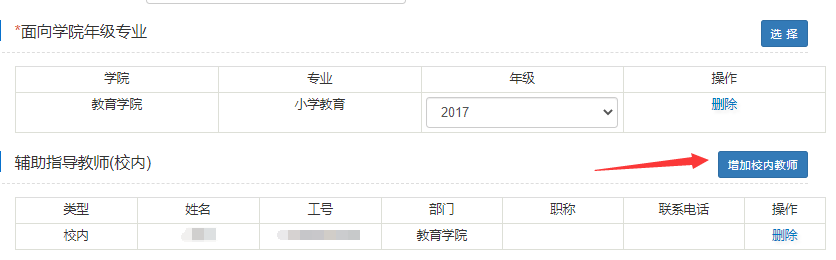 *面向学院年级专业
选 择
学院 专业 年级 操作
教育学院 小学教育 2017 删除
辅助指导教师(校内)
增加校内教师
类型 姓名 工号 部门 职称 联系电话 操作
校内 教育学院 删除